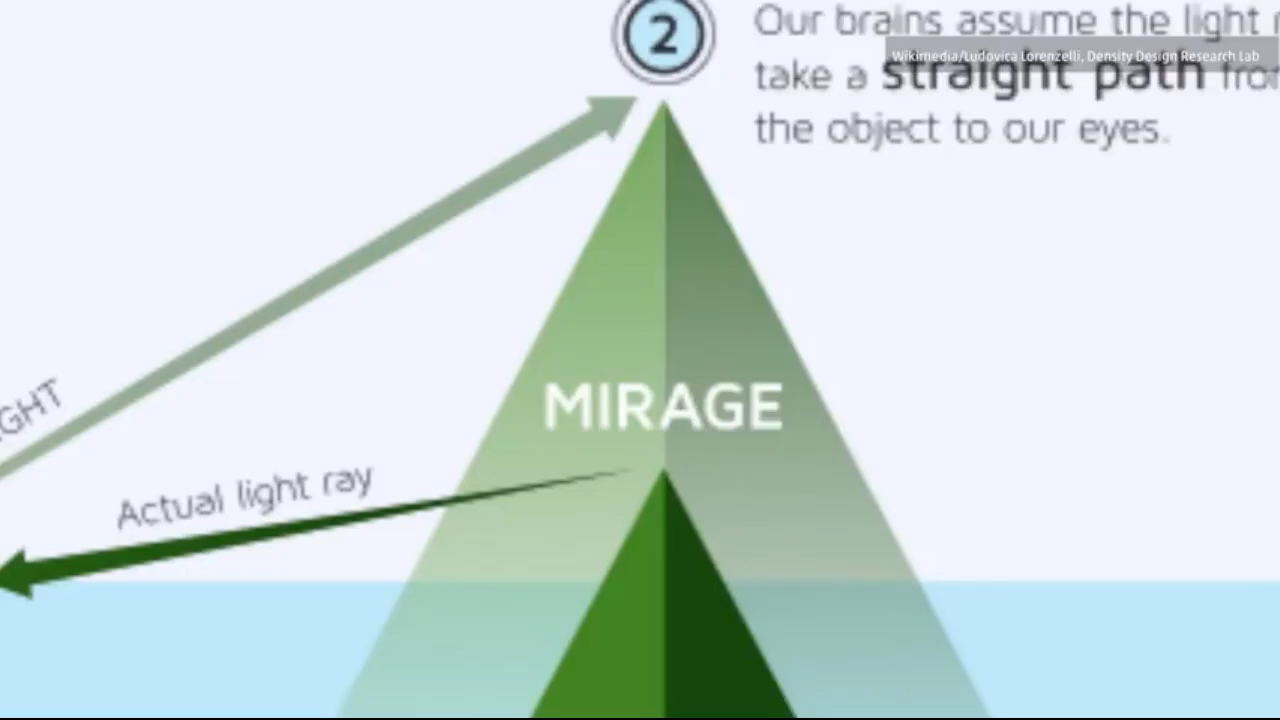 2
Our brains assume the light
Wikimedia/Ludovica Lorenzelli, Density Design Research Lab
take a straight path
the object to our eyes.
MIRAGE
Actual light ray